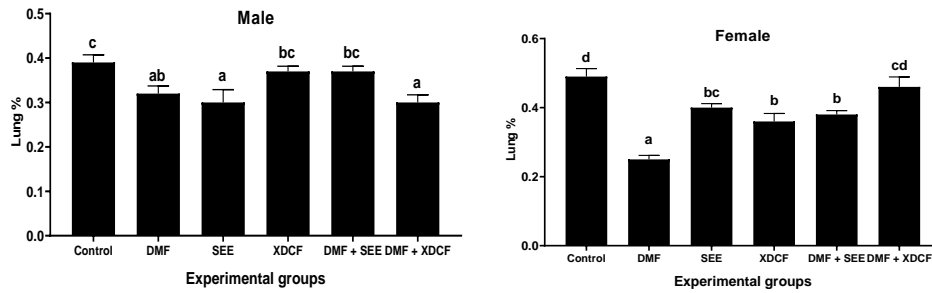 Male
0.5
0.4
0.3
0.2
0.1
0.0
Lung %
c
ab
a
bc
bc
a
Control DMF SEE XDCF DMF + SEE DMF + XDCF
Experimental groups
Female
0.6
0.4
0.2
0.0
Lung %
d
a
bc
b
b
cd
Control DMF SEE XDCF DMF + SEE DMF + XDCF
Experimental groups